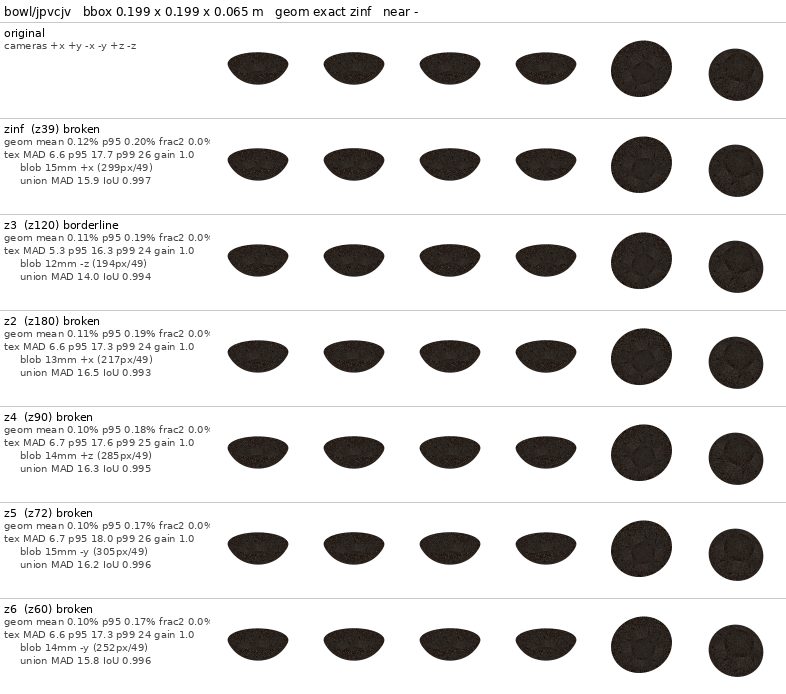 bowl/jpvcjv bbox 0.199 x 0.199 x 0.065 m geom exact zinf near -
original
cameras +x +y -x -y +z -z
zinf (z39) broken
geom mean 0.12% p95 0.20% frac2 0.0%
tex MAD 6.6 p95 17.7 p99 26 gain 1.0
blob 15mm +x (299px/49)
union MAD 15.9 IoU 0.997
z3 (z120) borderline
geom mean 0.11% p95 0.19% frac2 0.0%
tex MAD 5.3 p95 16.3 p99 24 gain 1.0
blob 12mm -z (194px/49)
union MAD 14.0 IoU 0.994
z2 (z180) broken
geom mean 0.11% p95 0.19% frac2 0.0%
tex MAD 6.6 p95 17.3 p99 24 gain 1.0
blob 13mm +x (217px/49)
union MAD 16.5 IoU 0.993
z4 (z90) broken
geom mean 0.10% p95 0.18% frac2 0.0%
tex MAD 6.7 p95 17.6 p99 25 gain 1.0
blob 14mm +z (285px/49)
union MAD 16.3 IoU 0.995
z5 (z72) broken
geom mean 0.10% p95 0.17% frac2 0.0%
tex MAD 6.7 p95 18.0 p99 26 gain 1.0
blob 15mm -y (305px/49)
union MAD 16.2 IoU 0.996
z6 (z60) broken
geom mean 0.10% p95 0.17% frac2 0.0%
tex MAD 6.6 p95 17.3 p99 24 gain 1.0
blob 14mm -y (252px/49)
union MAD 15.8 IoU 0.996